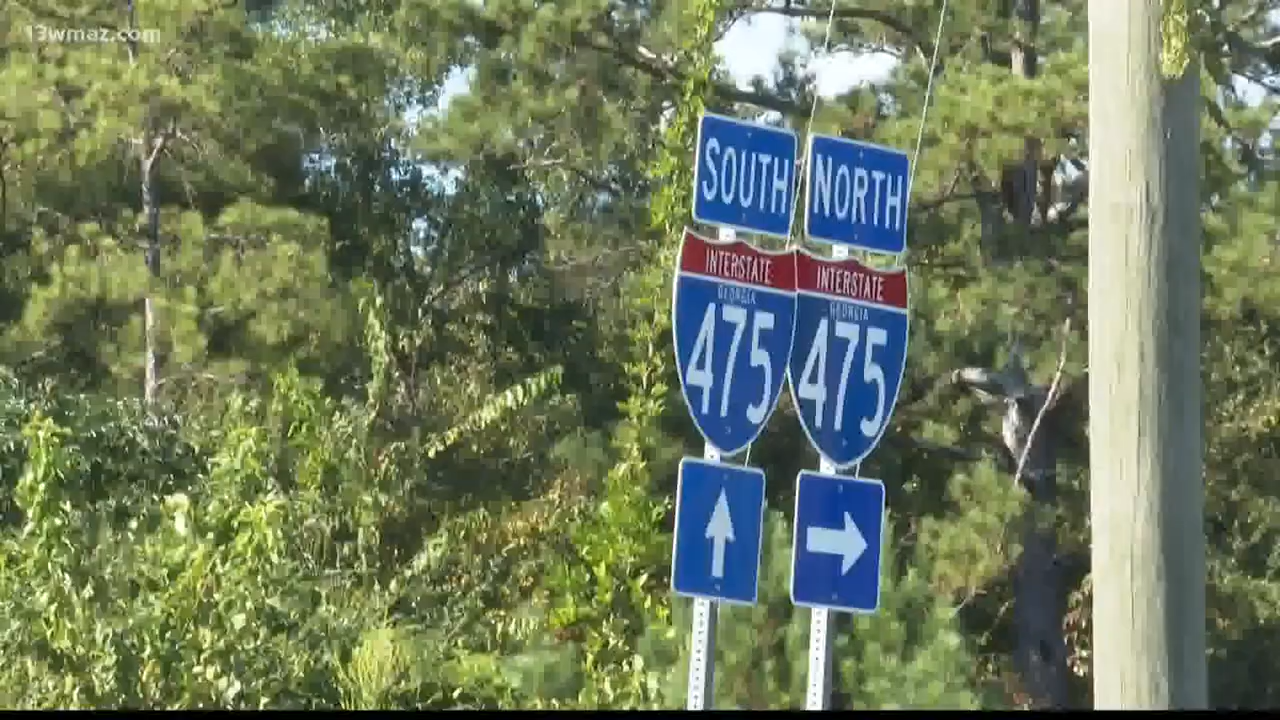 13wmaz.com
SOUTH
INTERSTATE
GEORGIA
475
NORTH
INTERSTATE
GEORGIA
475